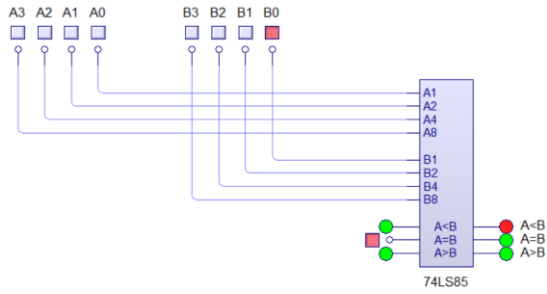 A3 A2 A1 A0 B3 B2 B1 B0
A1
A2
A4
A8
B1
B2
B4
B8
A<B A<B
A=B A=B
A>B A>B
74LS85